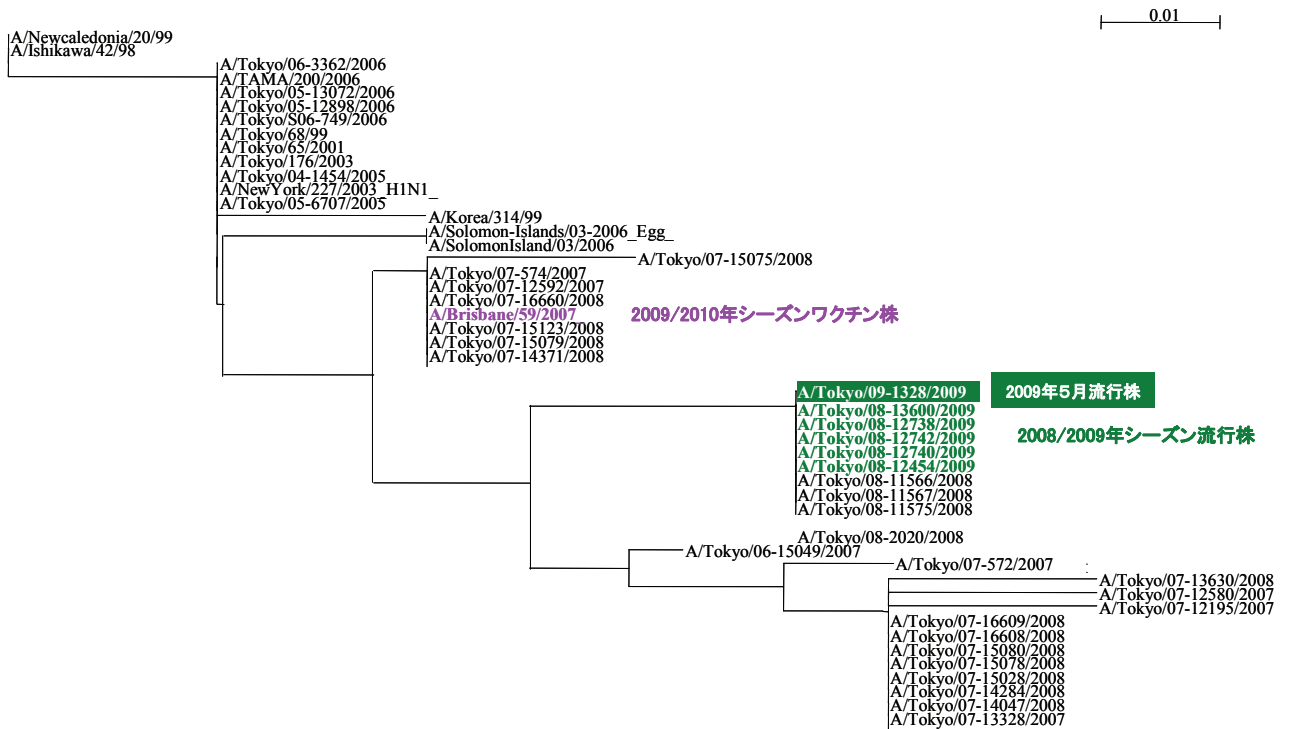 0.01
A/Newcaledonia/20/99
A/Ishikawa/42/98
A/Tokyo/06-3362/2006
A/TAMA/200/2006
A/Tokyo/05-13072/2006
A/Tokyo/05-12898/2006
A/Tokyo/S06-749/2006
A/Tokyo/68/99
A/Tokyo/65/2001
A/Tokyo/176/2003
A/Tokyo/04-1454/2005
A/NewYork/227/2003_H1N1_
A/Tokyo/05-6707/2005
A/Korea/314/99
A/Solomon-Islands/03-2006_Egg_
A/SolomonIsland/03/2006
A/Tokyo/07-15075/2008
A/Tokyo/07-574/2007
A/Tokyo/07-12592/2007
A/Tokyo/07-16660/2008
A/Brisbane/59/2007_ 2009/2010年シーズンワクチン株
A/Tokyo/07-15123/2008
A/Tokyo/07-15079/2008
A/Tokyo/07-14371/2008
A/Tokyo/09-1328/2009 2009年5月流行株
A/Tokyo/08-13600/2009
A/Tokyo/08-12738/2009
A/Tokyo/08-12742/2009 2008/2009年シーズン流行株
A/Tokyo/08-12740/2009
A/Tokyo/08-12454/2009
A/Tokyo/08-11566/2008
A/Tokyo/08-11567/2008
A/Tokyo/08-11575/2008
A/Tokyo/08-2020/2008
A/Tokyo/06-15049/2007
A/Tokyo/07-572/2007 :
A/Tokyo/07-13630/2008
A/Tokyo/07-12580/2007
A/Tokyo/07-12195/2007
A/Tokyo/07-16609/2008
A/Tokyo/07-16608/2008
A/Tokyo/07-15080/2008
A/Tokyo/07-15078/2008
A/Tokyo/07-15028/2008
A/Tokyo/07-14284/2008
A/Tokyo/07-14047/2008
A/Tokyo/07-13328/2007